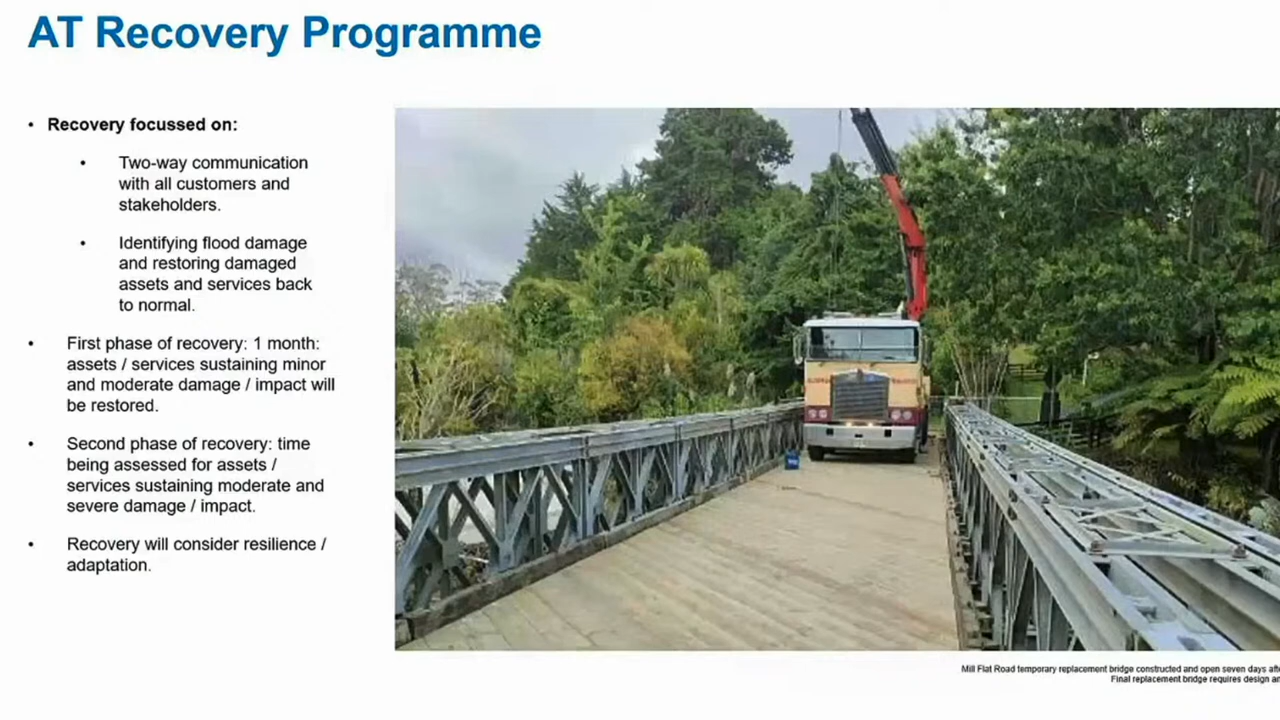 AT Recovery Programme
• Recovery focussed on:
• Two-way communication
with all customers and
stakeholders.
• Identifying flood damage
and restoring damaged
assets and services back
to normal.
• First phase of recovery: 1 month:
assets / services sustaining minor
and moderate damage / impact will
be restored.
• Second phase of recovery: time
being assessed for assets /
services sustaining moderate and
severe damage / impact.
• Recovery will consider resilience /
adaptation.
Mill Flat Road temporary replacement bridge constructed and open seven days
Final replacement bridge requires design